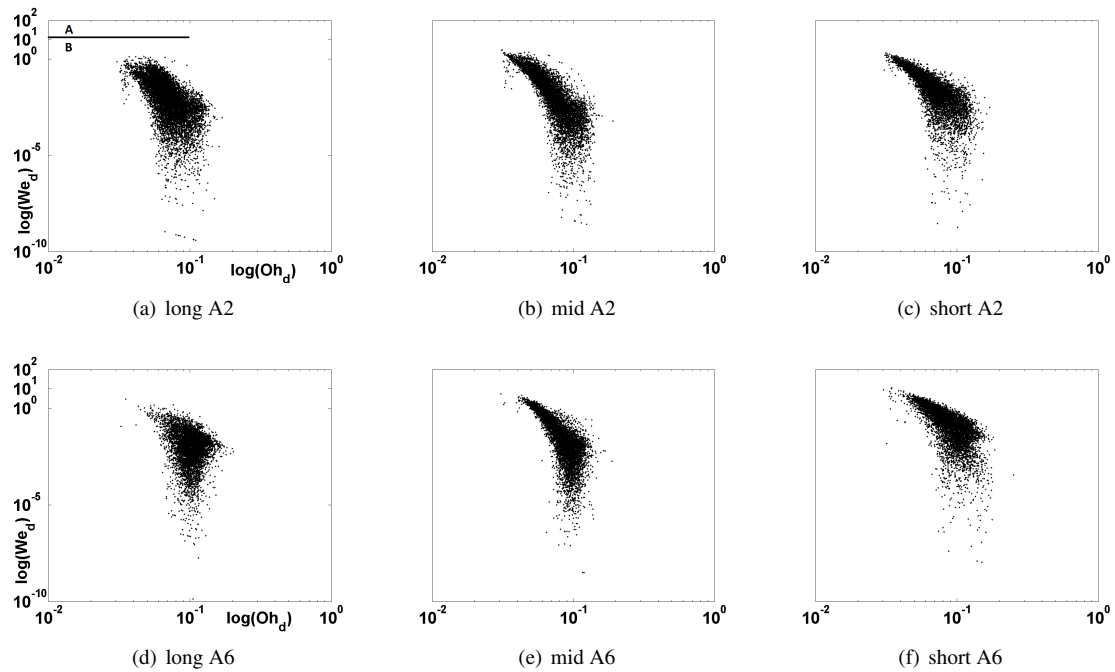 10^2
10^1
10^0
10^-5
10^-10
log(We_d)
A
B
10^-2 10^-1 10^0
log(Oh_d)
10^-2 10^-1 10^0
10^-2 10^-1 10^0
(a) long A2
(b) mid A2
(c) short A2
10^2
10^1
10^0
10^-5
10^-10
log(We_d)
10^-2 10^-1 10^0
log(Oh_d)
10^-2 10^-1 10^0
10^-2 10^-1 10^0
(d) long A6
(e) mid A6
(f) short A6